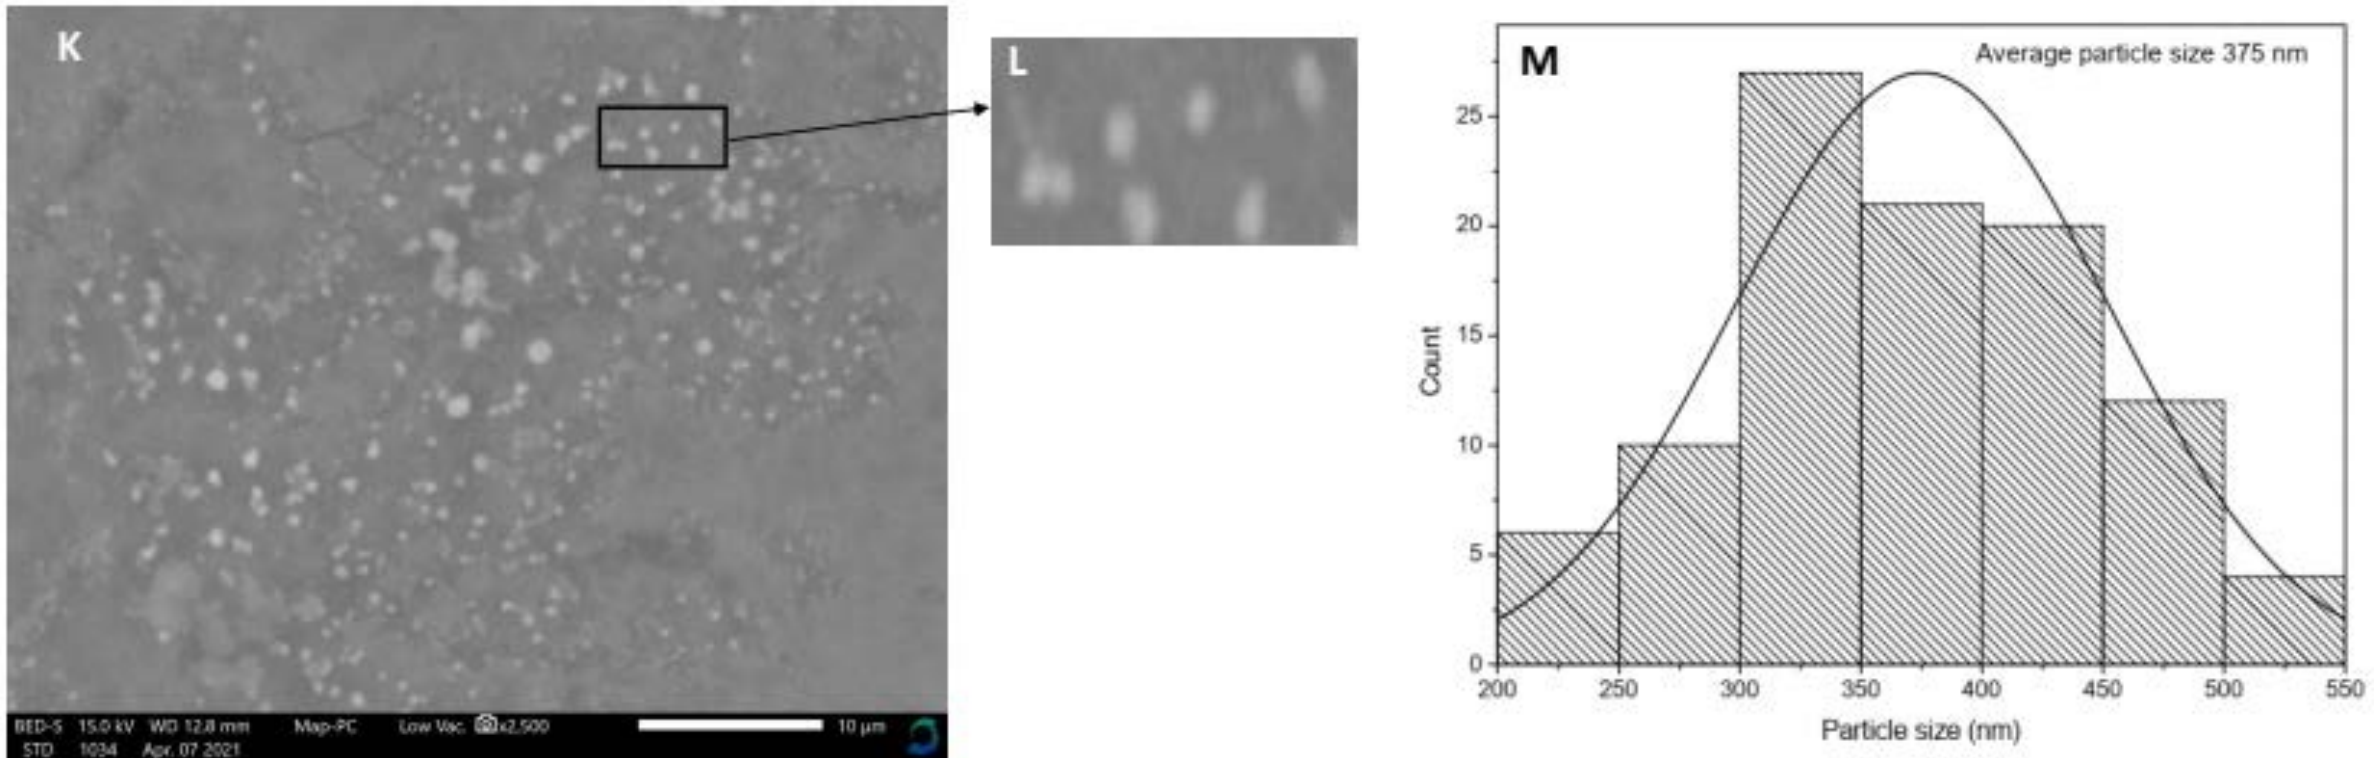 K
BED-S 15.0 kV WD 12.8 mm Map-PC Low Vac. x2,500 10 µm
STD 1034 Apr. 07 2021
L
M
Average particle size 375 nm
Count
25
20
15
10
5
0
200 250 300 350 400 450 500 550
Particle size (nm)